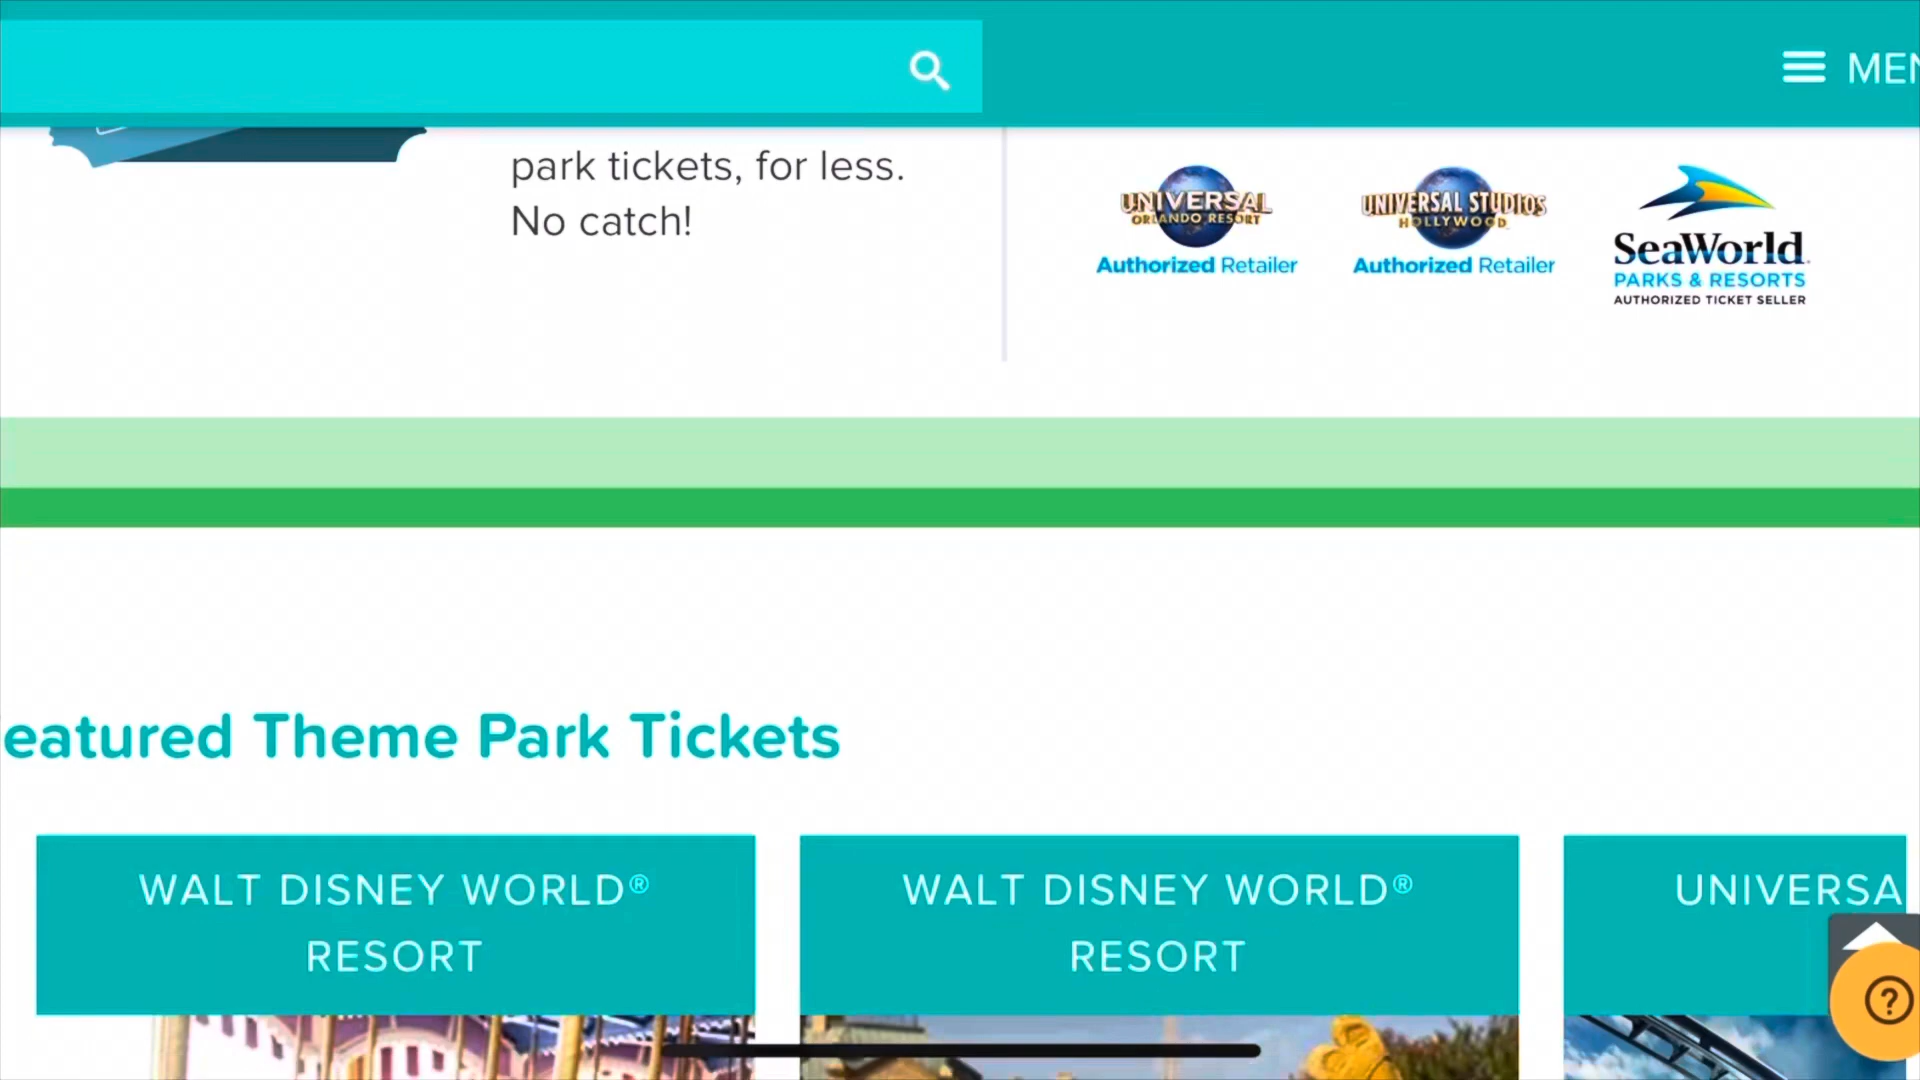 MEN
park tickets, for less.
No catch!
UNIVERSAL
ORLANDO RESORT
Authorized Retailer
UNIVERSAL STUDIOS
HOLLYWOOD
Authorized Retailer
SeaWorld
PARKS & RESORTS
AUTHORIZED TICKET SELLER
eatured Theme Park Tickets
WALT DISNEY WORLD®
RESORT
WALT DISNEY WORLD®
RESORT
UNIVERSA
?